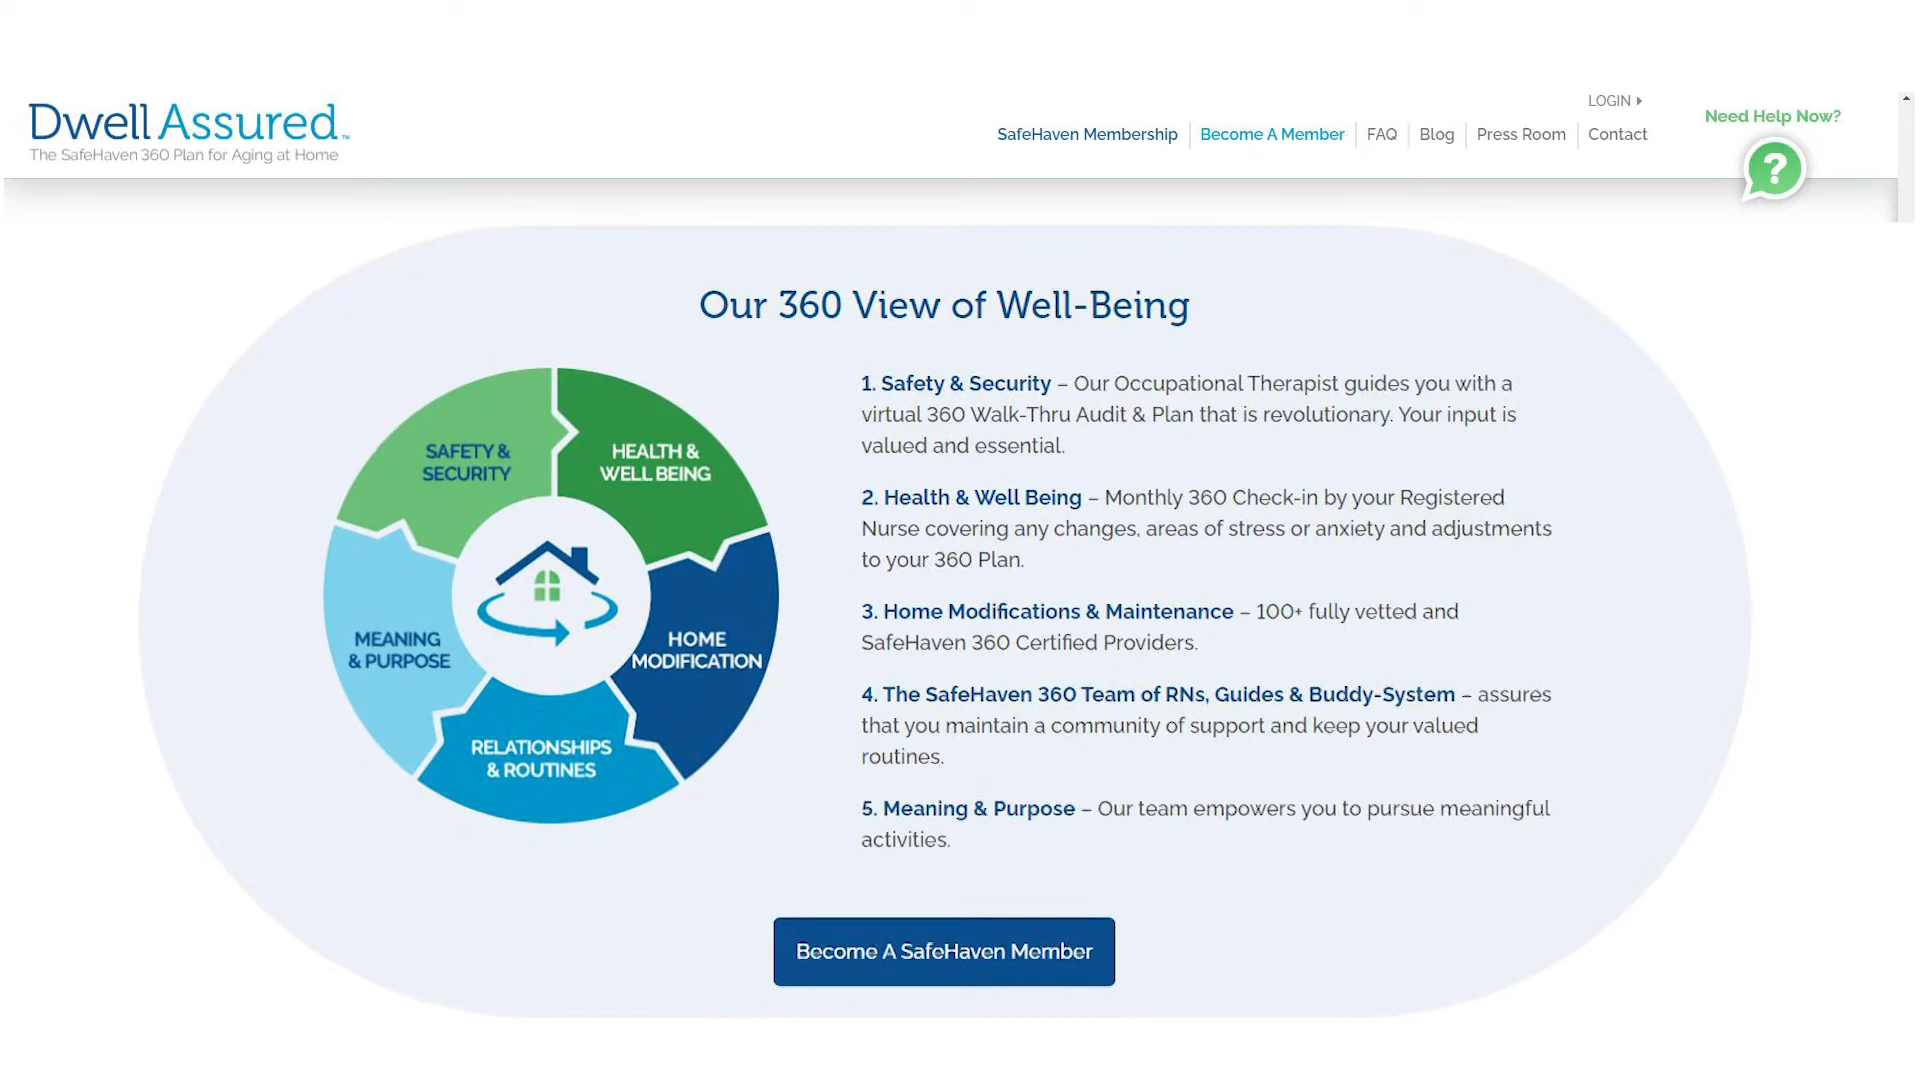 Dwell Assured™
The SafeHaven 360 Plan for Aging at Home
LOGIN
SafeHaven Membership
Become A Member
FAQ
Blog
Press Room
Contact
Need Help Now?
?
Our 360 View of Well-Being
SAFETY &
SECURITY
HEALTH &
WELL BEING
MEANING
& PURPOSE
HOME
MODIFICATION
RELATIONSHIPS
& ROUTINES
1. Safety & Security – Our Occupational Therapist guides you with a
virtual 360 Walk-Thru Audit & Plan that is revolutionary. Your input is
valued and essential.
2. Health & Well Being – Monthly 360 Check-in by your Registered
Nurse covering any changes, areas of stress or anxiety and adjustments
to your 360 Plan.
3. Home Modifications & Maintenance – 100+ fully vetted and
SafeHaven 360 Certified Providers.
4. The SafeHaven 360 Team of RNs, Guides & Buddy-System – assures
that you maintain a community of support and keep your valued
routines.
5. Meaning & Purpose – Our team empowers you to pursue meaningful
activities.
Become A SafeHaven Member